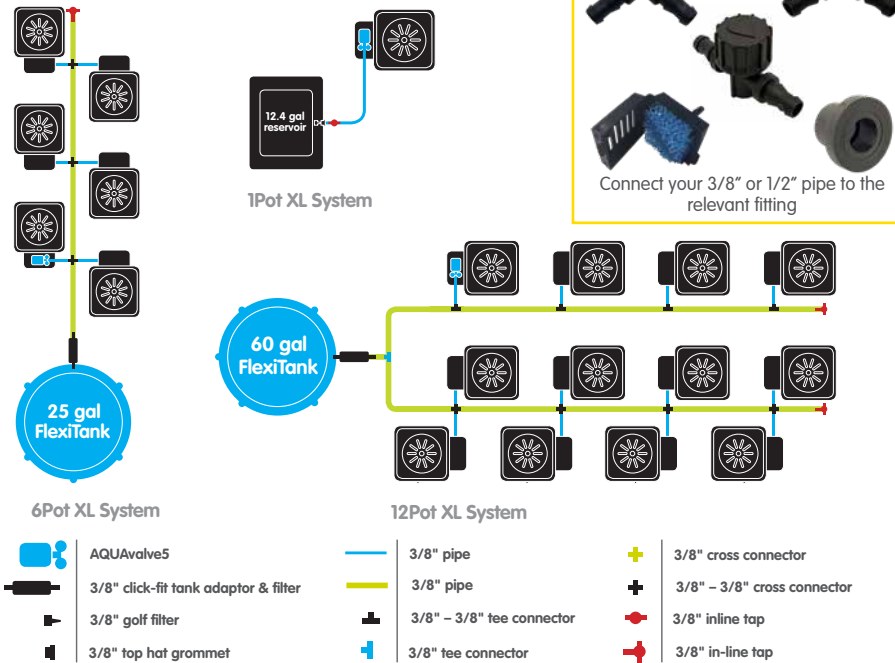 12.4 gal
reservoir
1Pot XL System
Connect your 3/8" or 1/2" pipe to the
relevant fitting
25 gal
FlexiTank
6Pot XL System
60 gal
FlexiTank
12Pot XL System
AQUAvalve5
3/8" click-fit tank adaptor & filter
3/8" golf filter
3/8" top hat grommet
3/8" pipe
3/8" pipe
3/8" – 3/8" tee connector
3/8" tee connector
3/8" cross connector
3/8" – 3/8" cross connector
3/8" inline tap
3/8" in-line tap